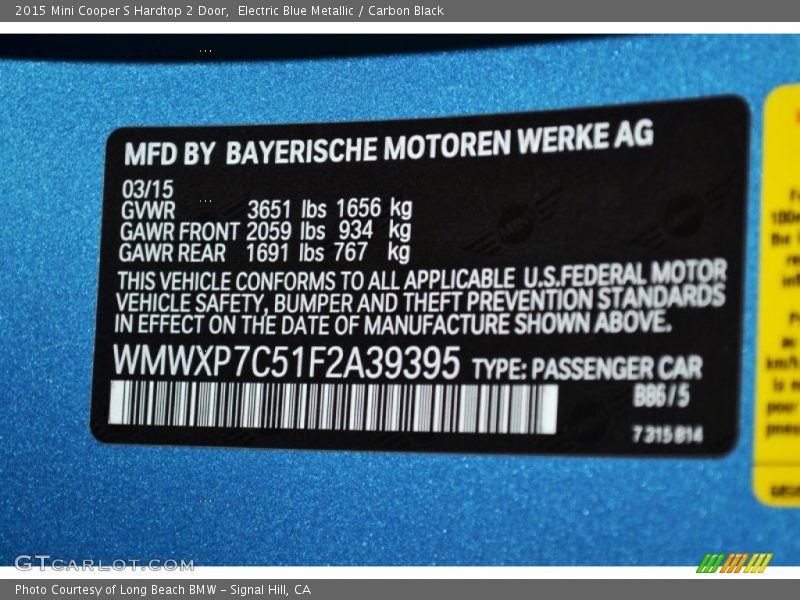 2015 Mini Cooper S Hardtop 2 Door, Electric Blue Metallic / Carbon Black
MFD BY BAYERISCHE MOTOREN WERKE AG
03/15
GVWR 3651 lbs 1656 kg
GAWR FRONT 2059 lbs 934 kg
GAWR REAR 1691 lbs 767 kg
THIS VEHICLE CONFORMS TO ALL APPLICABLE U.S.FEDERAL MOTOR
VEHICLE SAFETY, BUMPER AND THEFT PREVENTION STANDARDS
IN EFFECT ON THE DATE OF MANUFACTURE SHOWN ABOVE.
WMWXP7C51F2A39395 TYPE: PASSENGER CAR
B86 / 5
7 315 814
GTCARLOT.COM
Photo Courtesy of Long Beach BMW – Signal Hill, CA